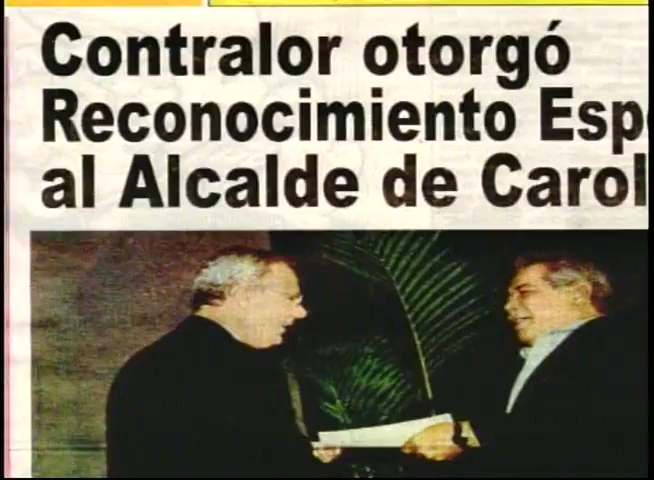 Contralor otorgó
Reconocimiento Esp
al Alcalde de Carol